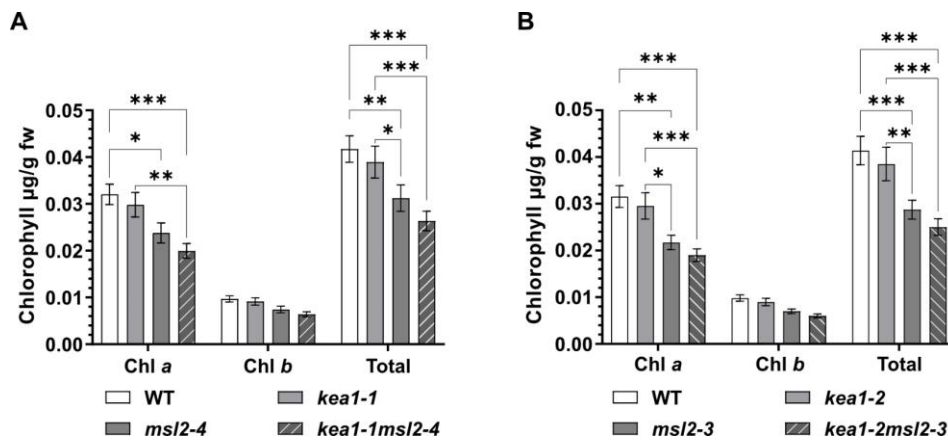 A
Chlorophyll µg/g fw
0.05
0.04
0.03
0.02
0.01
0.00
***
*
**
***
***
**
*
Chl a
Chl b
Total
WT
kea1-1
msl2-4
kea1-1msl2-4
B
Chlorophyll µg/g fw
0.05
0.04
0.03
0.02
0.01
0.00
***
**
***
*
***
***
***
**
Chl a
Chl b
Total
WT
kea1-2
msl2-3
kea1-2msl2-3